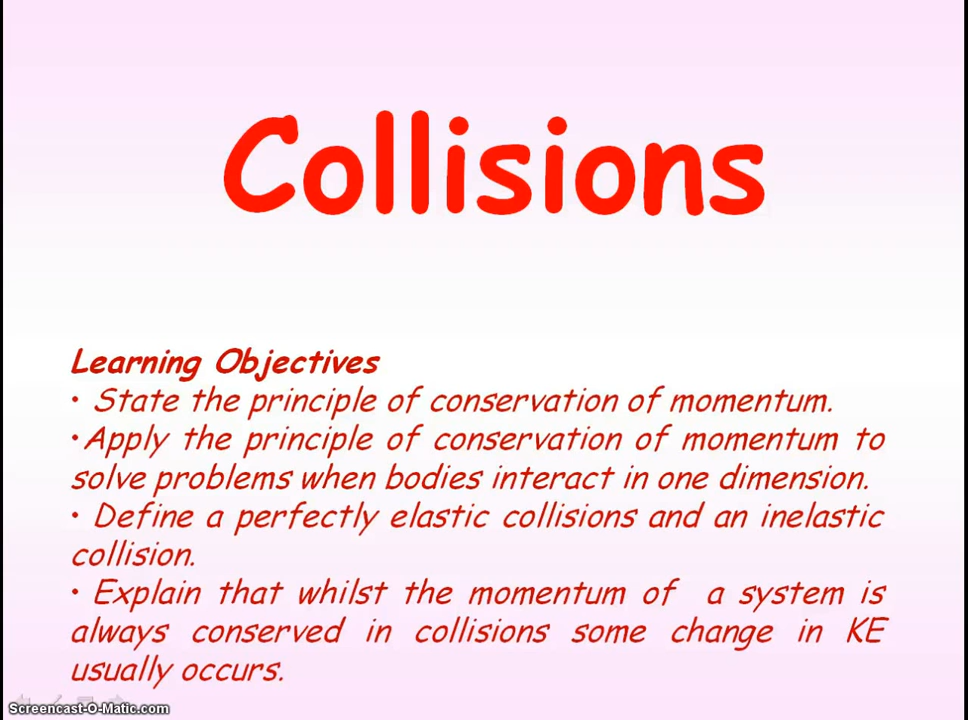 Collisions
Learning Objectives
• State the principle of conservation of momentum.
•Apply the principle of conservation of momentum to
solve problems when bodies interact in one dimension.
• Define a perfectly elastic collisions and an inelastic
collision.
• Explain that whilst the momentum of a system is
always conserved in collisions some change in KE
usually occurs.
Screencast-O-Matic.com